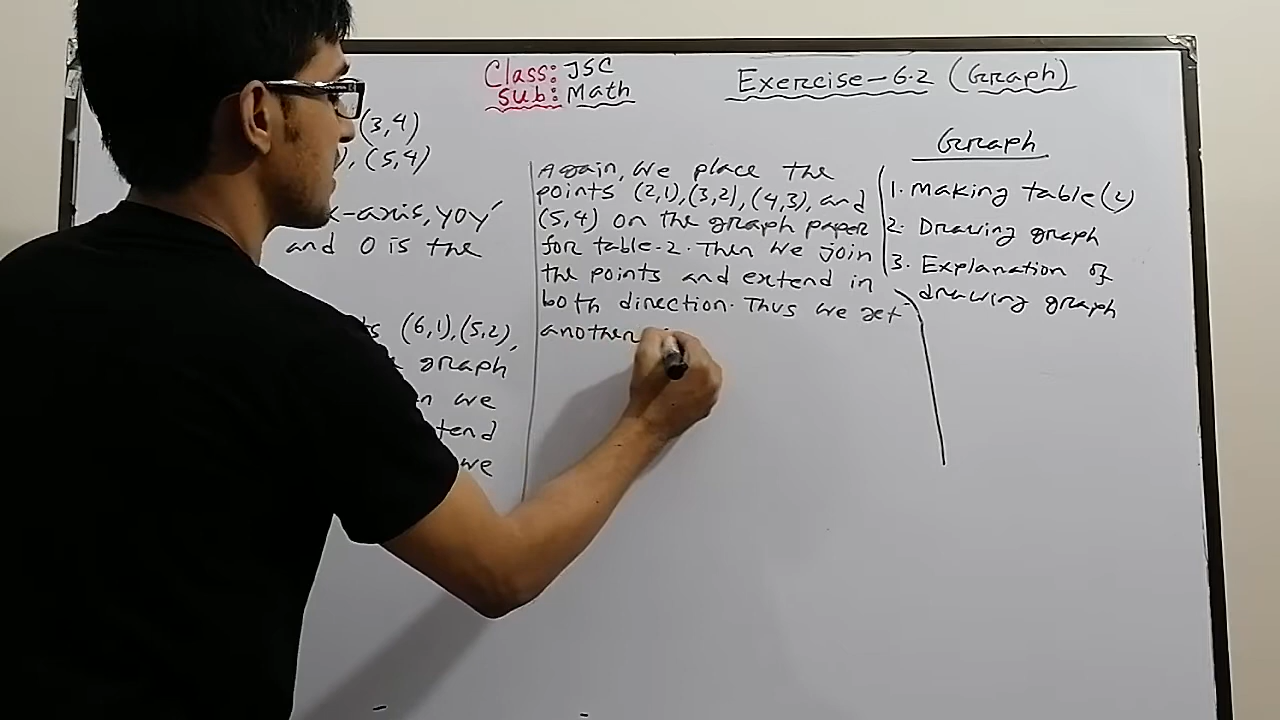 Class: JSC
Sub: Math
Exercise-6.2 (Graph)
(3,4)
), (5,4)
x-axis, yoy'
and O is the
(6,1), (5,2),
graph
we
tend
we
Again, we place the
points (2,1), (3,2), (4,3), and
(5,4) on the graph paper
for table-2. Then we join
the points and extend in
both direction. Thus we get
another
Graph
1. Making table(2)
2. Drawing graph
3. Explanation of
drawing graph